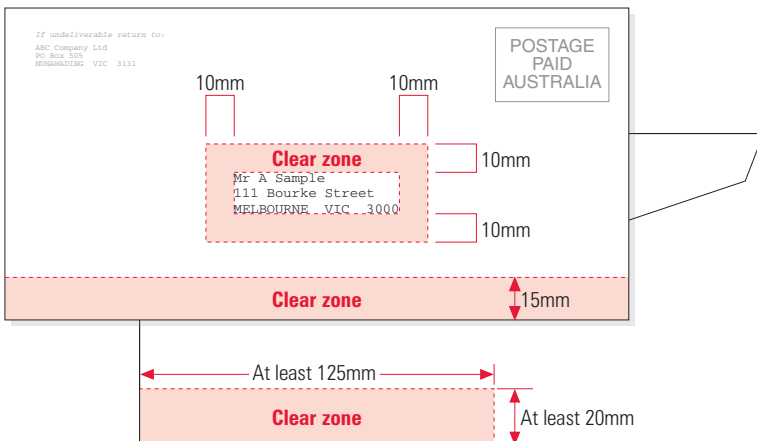 If undeliverable return to:
ABC Company Ltd
PO Box 505
NUNAWADING VIC 3131
POSTAGE
PAID
AUSTRALIA
10mm
10mm
Clear zone
10mm
Mr A Sample
111 Bourke Street
MELBOURNE VIC 3000
10mm
Clear zone
15mm
At least 125mm
Clear zone
At least 20mm